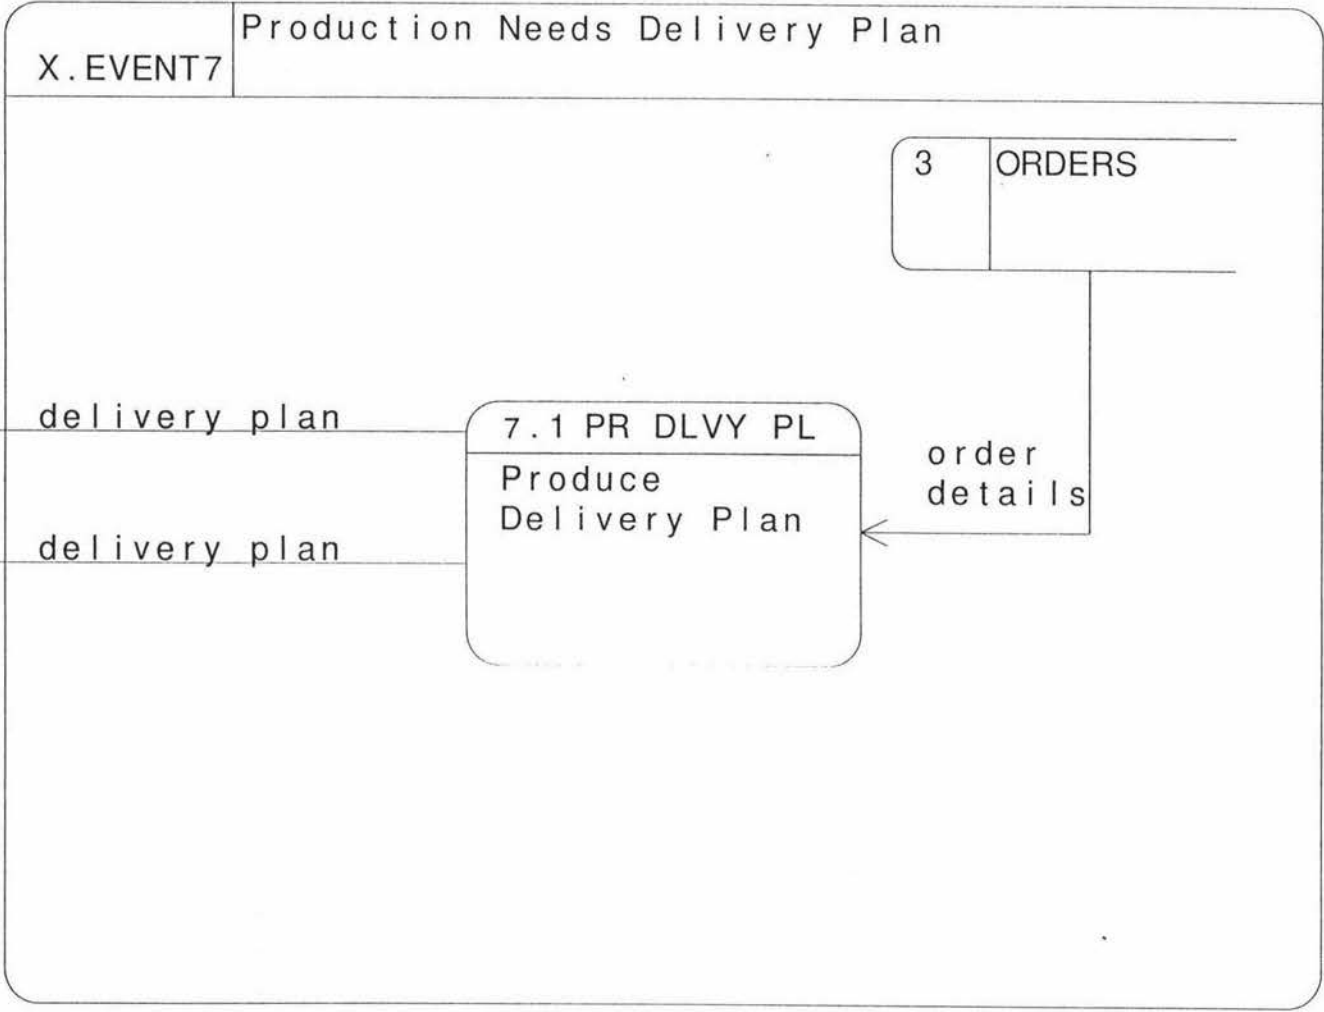 Production Needs Delivery Plan
X.EVENT7
3 ORDERS
delivery plan
7.1 PR DLVY PL
Produce
Delivery Plan
order
details
delivery plan